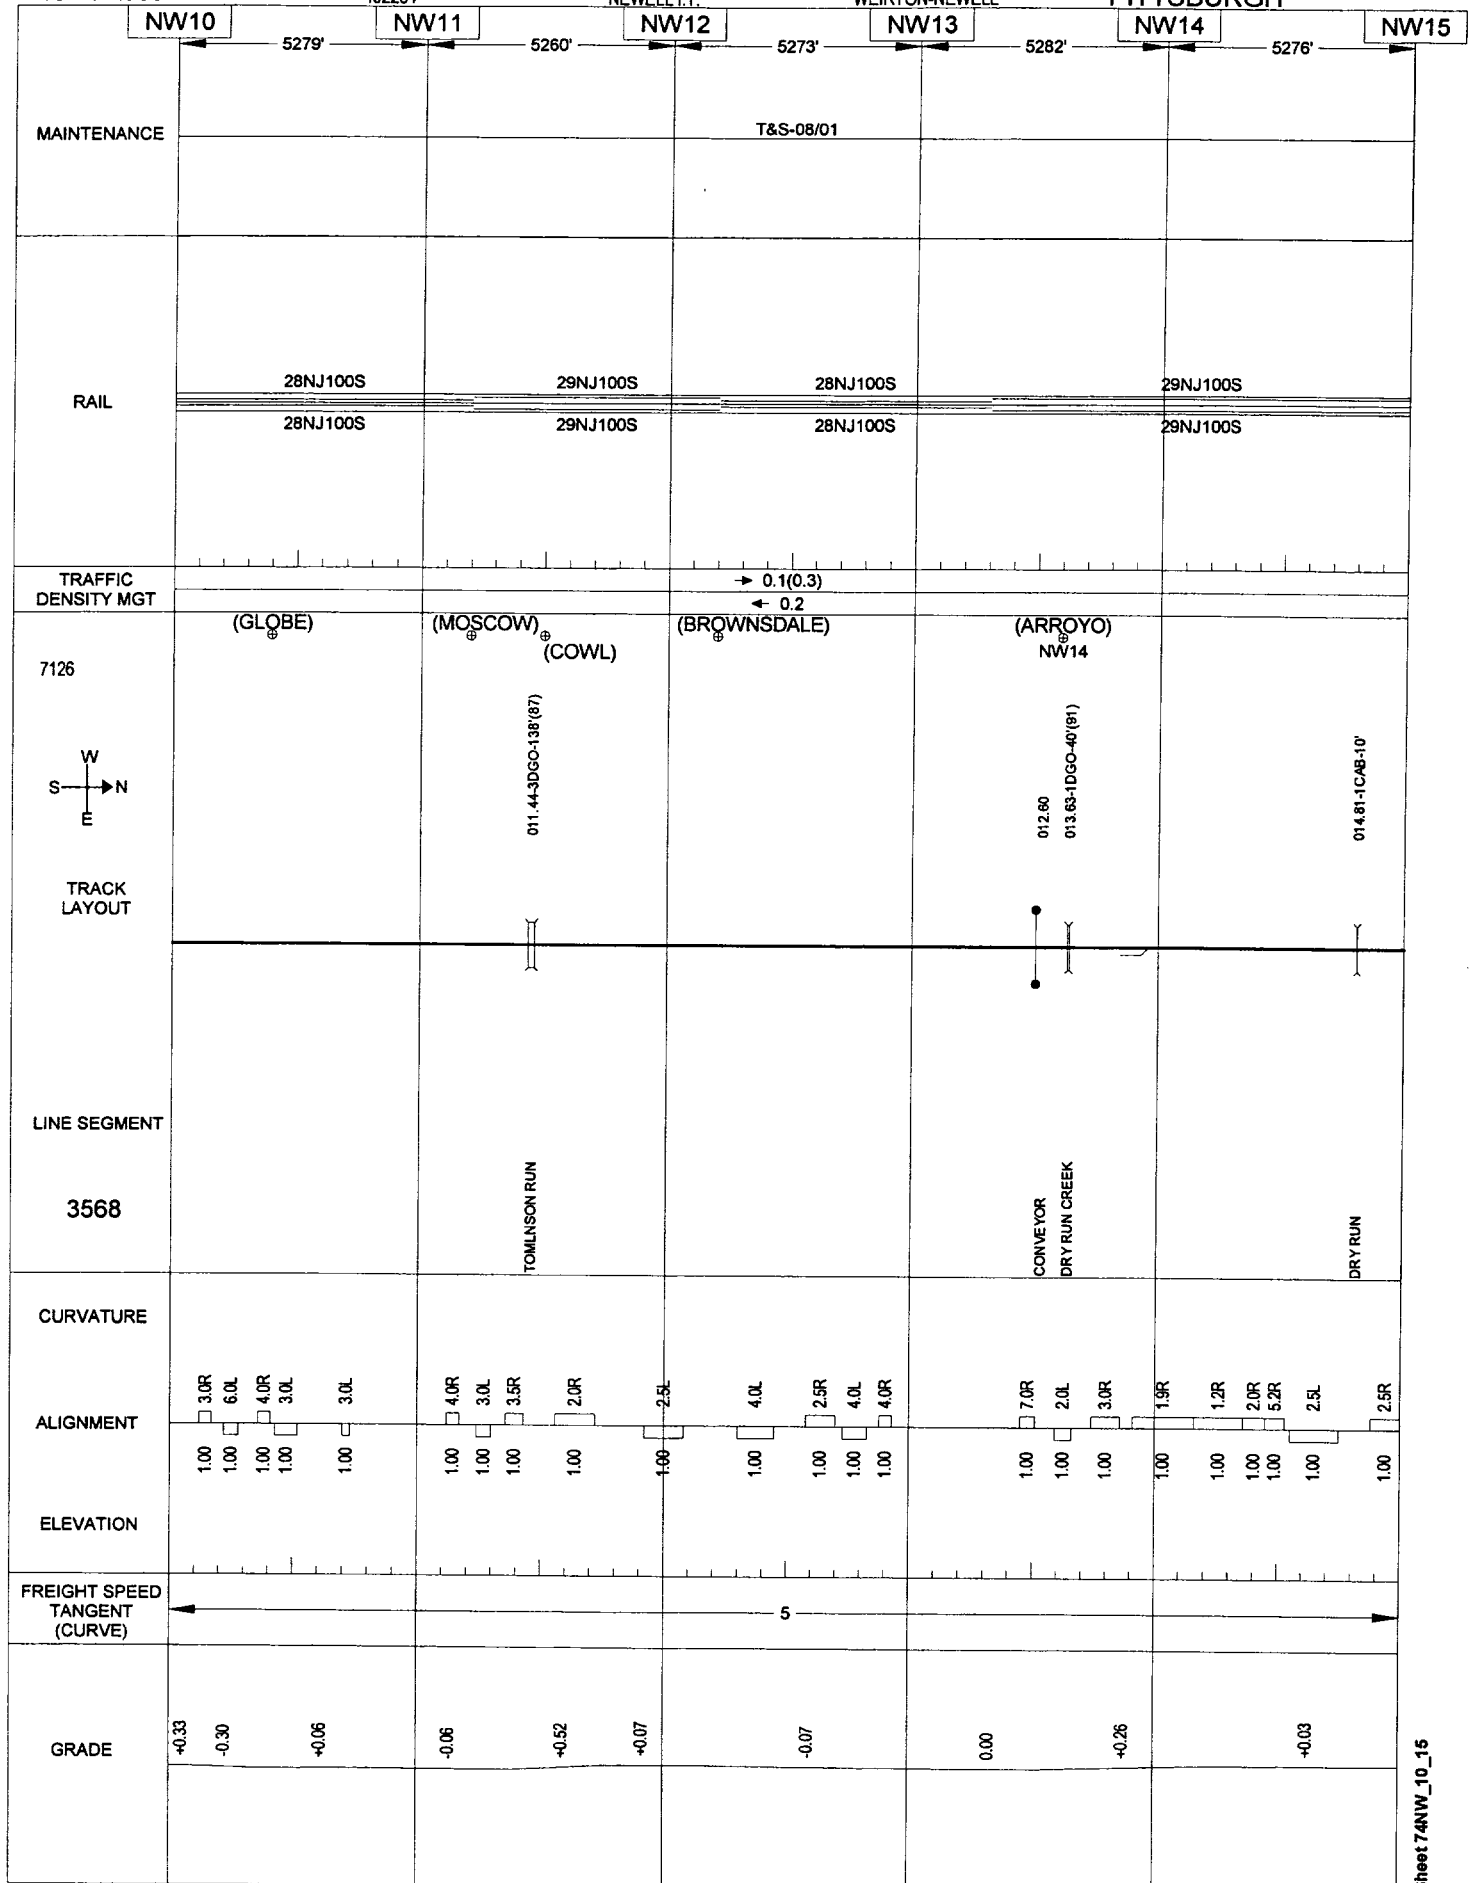 NEWELL I.T.
WEIRTON-NEWELL
PITTSBURGH
NW10 NW11 NW12 NW13 NW14 NW15
5279' 5260' 5273' 5282' 5276'
MAINTENANCE
T&S-08/01
28NJ100S 29NJ100S 28NJ100S 29NJ100S
RAIL
28NJ100S 29NJ100S 28NJ100S 29NJ100S
TRAFFIC
DENSITY MGT
→ 0.1(0.3)
← 0.2
(GLOBE) (MOSCOW) (BROWNSDALE) (ARROYO)
(COWL) NW14
7126
011.44-3DGO-138'(87)
012.60
013.63-1DGO-40'(91)
014.81-1CAB-10'
W
S N
E
TRACK
LAYOUT
LINE SEGMENT
3568
TOMLNSON RUN
CONVEYOR
DRY RUN CREEK
DRY RUN
CURVATURE
3.0R 6.0L 4.0R 3.0L 3.0L 4.0R 3.0L 3.5R 2.0R 2.5L 4.0L 2.5R 4.0L 4.0R 7.0R 2.0L 3.0R 1.9R 1.2R 2.0R 5.2R 2.5L 2.5R
ALIGNMENT
1.00 1.00 1.00 1.00 1.00 1.00 1.00 1.00 1.00 1.00 1.00 1.00 1.00 1.00 1.00 1.00 1.00 1.00 1.00 1.00 1.00 1.00 1.00
ELEVATION
FREIGHT SPEED
TANGENT
(CURVE)
5
GRADE
+0.33 -0.30 +0.06 -0.06 +0.52 +0.07 -0.07 0.00 +0.26 +0.03
74NW_10_15